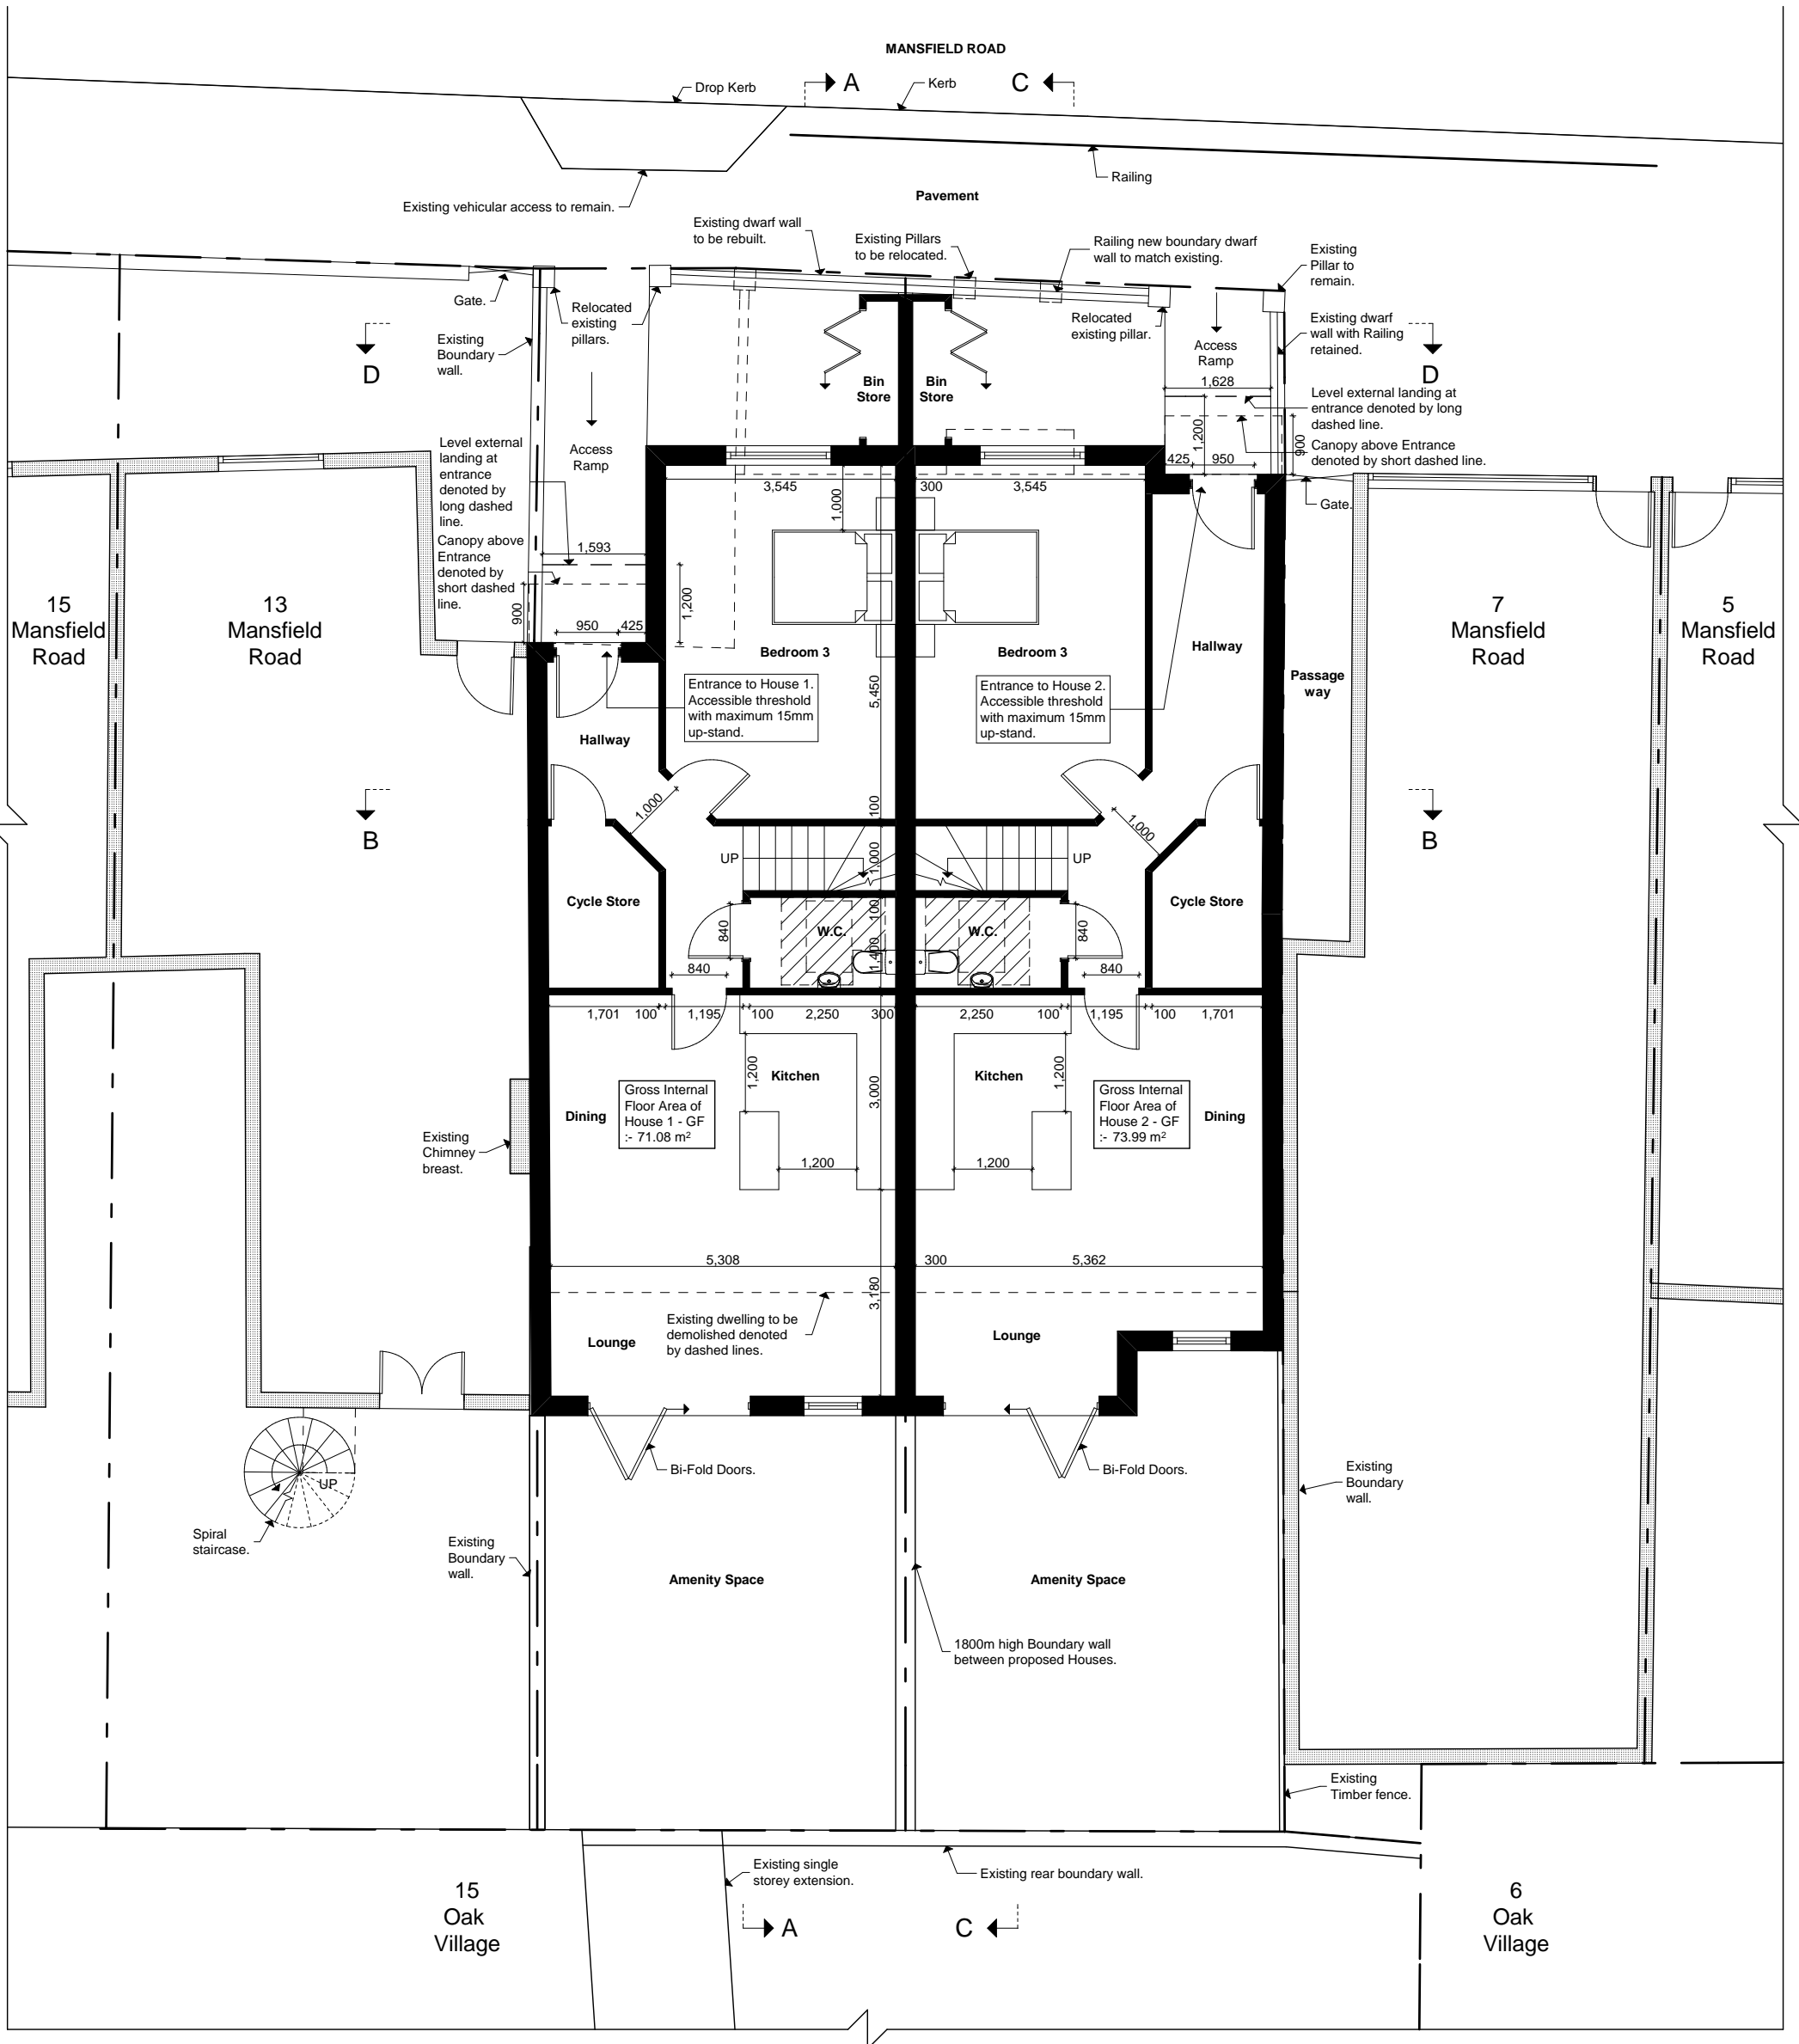 MANSFIELD ROAD
A
C
Drop Kerb
Kerb
Railing
Existing vehicular access to remain.
Pavement
Existing dwarf wall
to be rebuilt.
Existing Pillars
to be relocated.
Railing new boundary dwarf
wall to match existing.
Existing
Pillar to
remain.
Gate.
Relocated
existing
pillars.
Existing
Boundary
wall.
Relocated
existing pillar.
Access
Ramp
Existing dwarf
wall with Railing
retained.
D
D
Bin
Store
Bin
Store
1,628
Level external landing at
entrance denoted by long
dashed line.
Canopy above Entrance
denoted by short dashed line.
1,200
900
425
950
Level external
landing at
entrance
denoted by
long dashed
line.
Canopy above
Entrance
denoted by
short dashed
line.
Access
Ramp
3,545
300
3,545
1,000
Gate.
1,593
1,200
900
950
425
15
Mansfield
Road
13
Mansfield
Road
7
Mansfield
Road
5
Mansfield
Road
Bedroom 3
Bedroom 3
Hallway
Passage
way
Entrance to House 1.
Accessible threshold
with maximum 15mm
up-stand.
5,450
Entrance to House 2.
Accessible threshold
with maximum 15mm
up-stand.
Hallway
1,000
100
1,000
B
B
UP
1,000
UP
Cycle Store
Cycle Store
100
W.C.
W.C.
840
840
1,400
840
840
1,701
100
1,195
100
2,250
300
2,250
100
1,195
100
1,701
1,200
Kitchen
3,000
Kitchen
1,200
Gross Internal
Floor Area of
House 1 - GF
:- 71.08 m²
Gross Internal
Floor Area of
House 2 - GF
:- 73.99 m²
Dining
Dining
Existing
Chimney
breast.
1,200
1,200
5,308
300
5,362
3,180
Existing dwelling to be
demolished denoted
by dashed lines.
Lounge
Lounge
Bi-Fold Doors.
Bi-Fold Doors.
UP
Spiral
staircase.
Existing
Boundary
wall.
Existing
Boundary
wall.
Amenity Space
Amenity Space
1800m high Boundary wall
between proposed Houses.
Existing
Timber fence.
Existing single
storey extension.
Existing rear boundary wall.
15
Oak
Village
A
C
6
Oak
Village